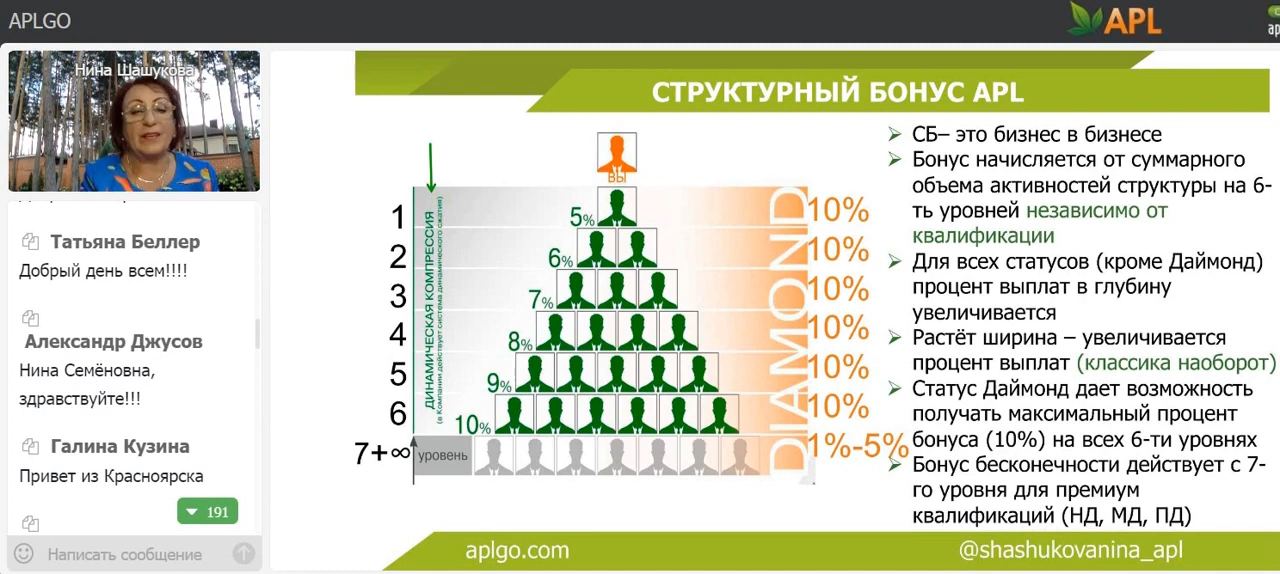 APLGO
APL
Нина Шашукова
Татьяна Беллер
Добрый день всем!!!!
Александр Джусов
Нина Семёновна,
здравствуйте!!!
Галина Кузина
Привет из Красноярска
191
Написать сообщение
СТРУКТУРНЫЙ БОНУС APL
ВЫ
ДИНАМИЧЕСКАЯ КОМПРЕССИЯ
(в Компании действует система динамического сжатия)
1 5% 10%
2 6% 10%
3 7% 10%
4 8% 10%
5 9% 10%
6 10% 10%
7+∞ уровень 1%-5%
DIAMOND
СБ– это бизнес в бизнесе
Бонус начисляется от суммарного
объема активностей структуры на 6-
ть уровней независимо от
квалификации
Для всех статусов (кроме Даймонд)
процент выплат в глубину
увеличивается
Растёт ширина – увеличивается
процент выплат (классика наоборот)
Статус Даймонд дает возможность
получать максимальный процент
бонуса (10%) на всех 6-ти уровнях
Бонус бесконечности действует с 7-
го уровня для премиум
квалификаций (НД, МД, ПД)
aplgo.com
@shashukovanina_apl